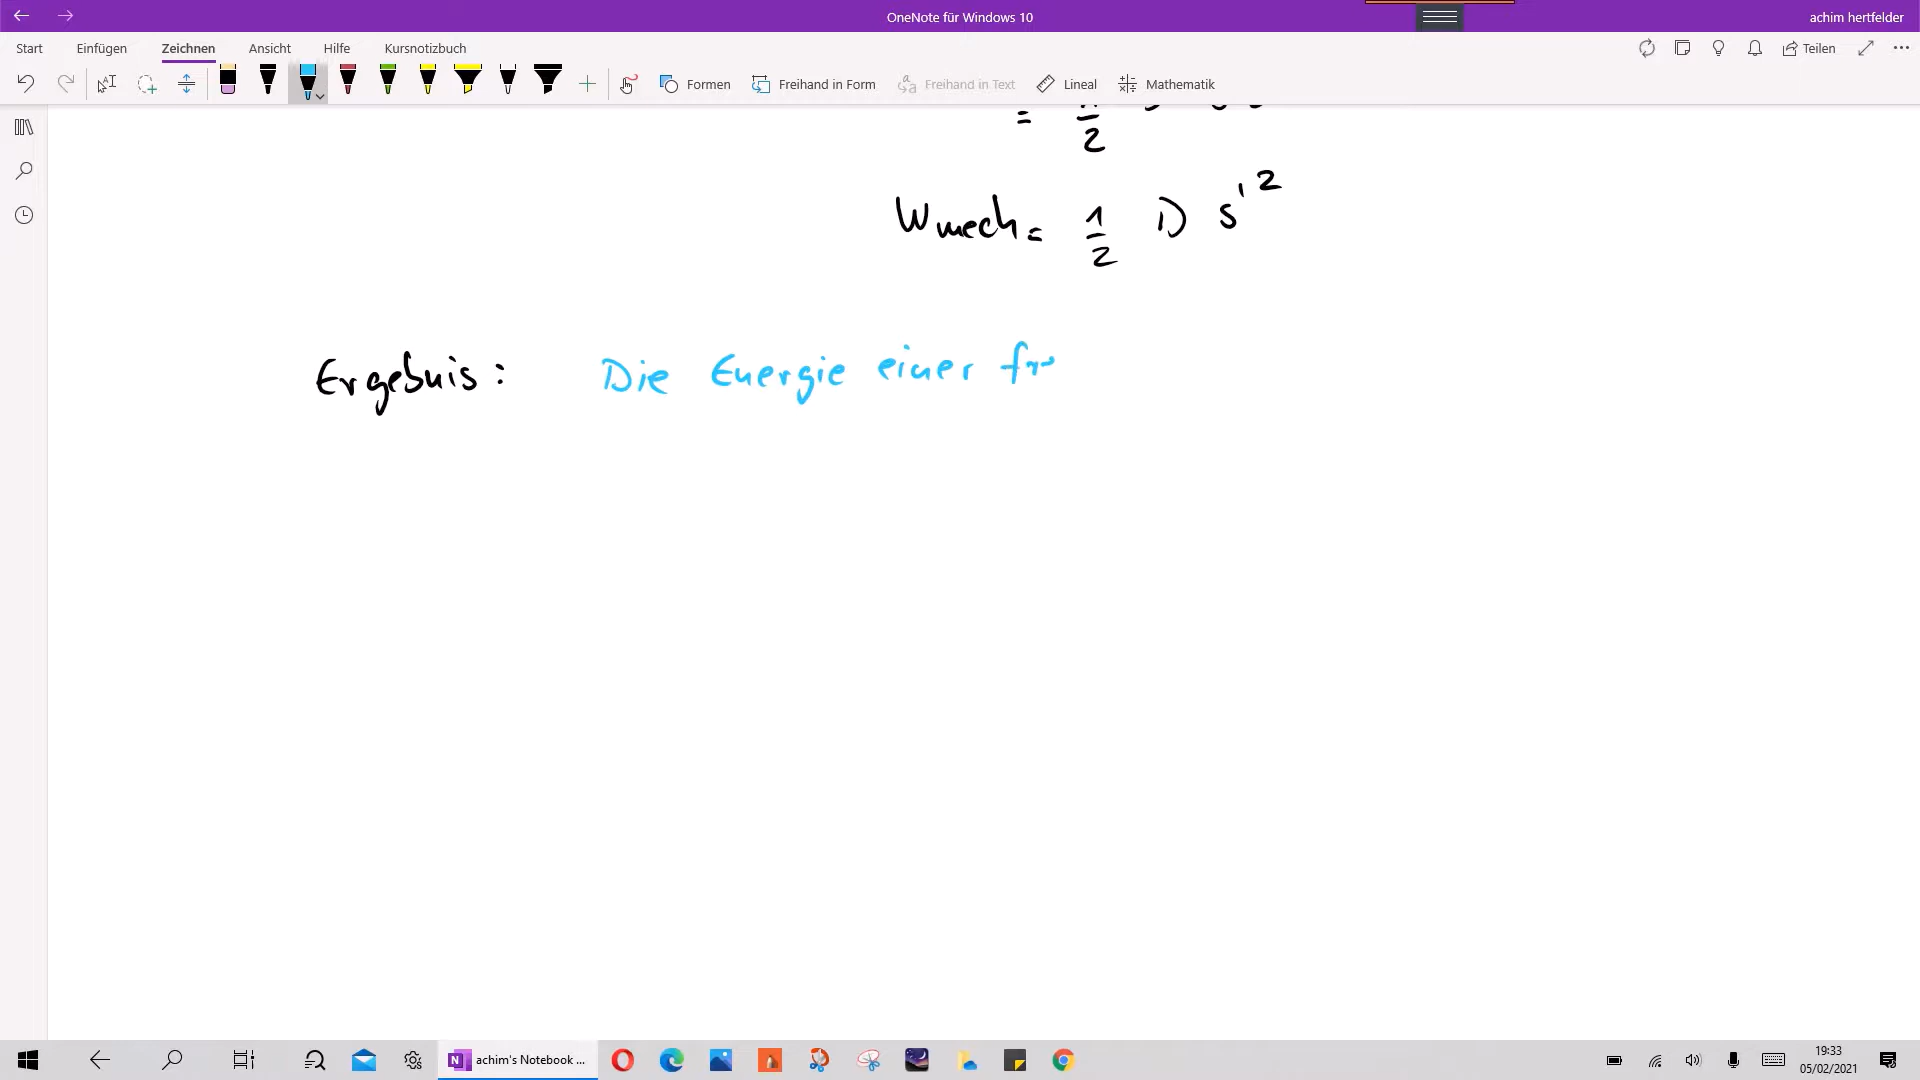 OneNote für Windows 10
achim hertfelder
Start Einfügen Zeichnen Ansicht Hilfe Kursnotizbuch
Teilen
Formen Freihand in Form Freihand in Text Lineal Mathematik
=
2
Wmech = 1/2 D s'²
Ergebnis: Die Energie einer
achim's Notebook ...
19:33
05/02/2021